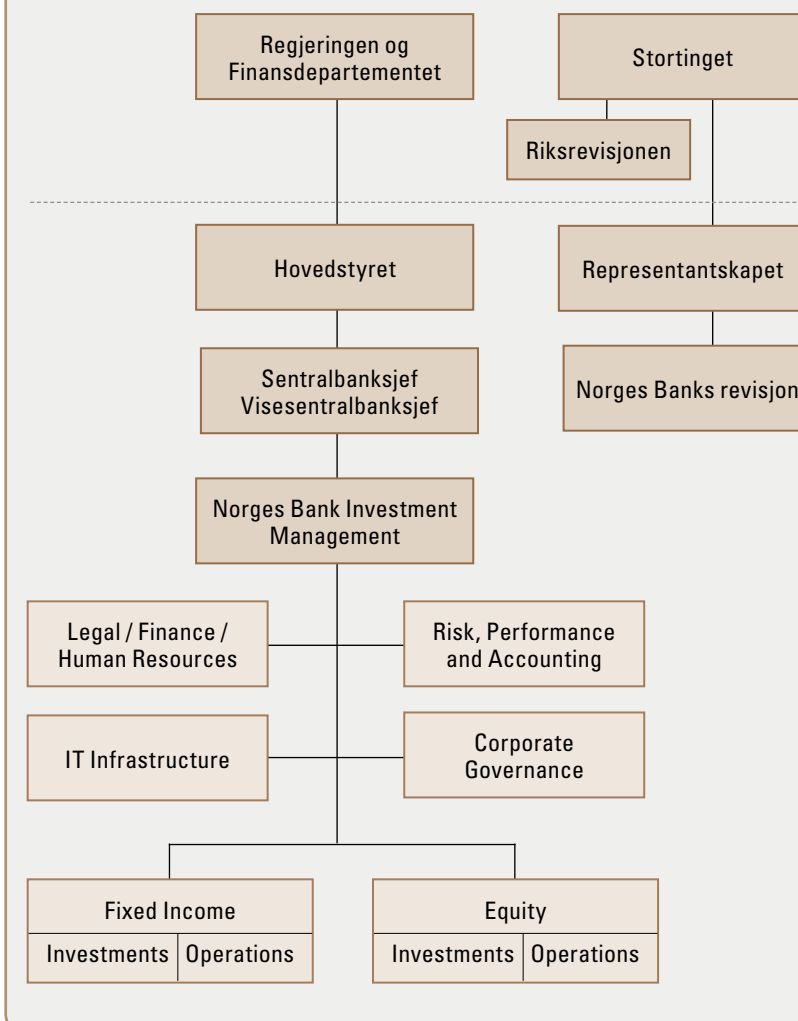 Regjeringen og
Finansdepartementet
Stortinget
Riksrevisjonen
Hovedstyret
Representantskapet
Sentralbanksjef
Visesentralbanksjef
Norges Banks revisjon
Norges Bank Investment
Management
Legal / Finance /
Human Resources
Risk, Performance
and Accounting
IT Infrastructure
Corporate
Governance
Fixed Income
Investments
Operations
Equity
Investments
Operations